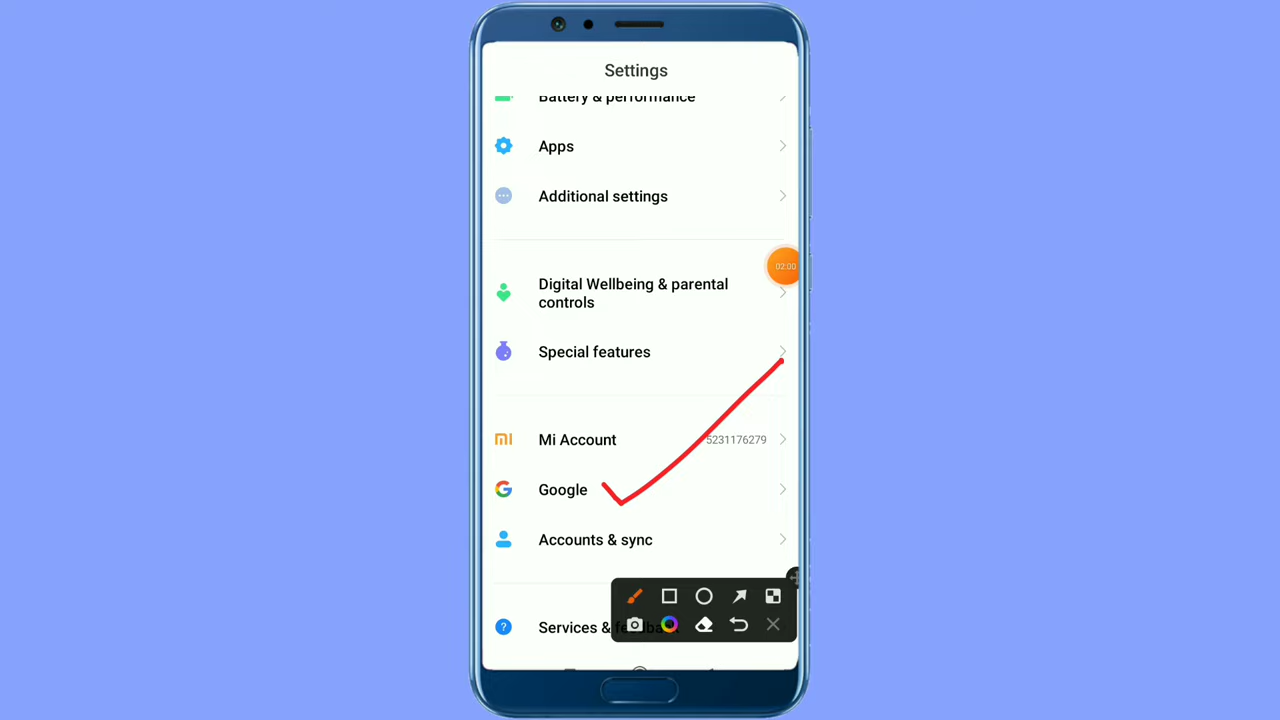 Settings
Battery & performance
Apps
Additional settings
02:00
Digital Wellbeing & parental
controls
Special features
Mi Account
5231176279
Google
Accounts & sync
Services & feedback